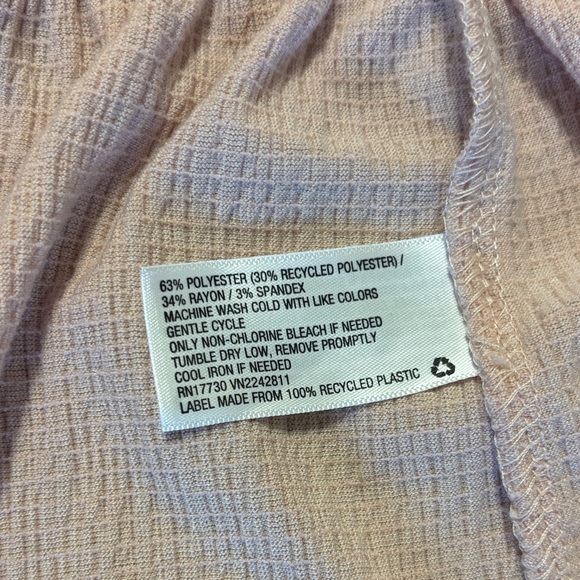 63% POLYESTER (30% RECYCLED POLYESTER) /
34% RAYON / 3% SPANDEX
MACHINE WASH COLD WITH LIKE COLORS
GENTLE CYCLE
ONLY NON-CHLORINE BLEACH IF NEEDED
TUMBLE DRY LOW, REMOVE PROMPTLY
COOL IRON IF NEEDED
RN17730 VN2242811
LABEL MADE FROM 100% RECYCLED PLASTIC